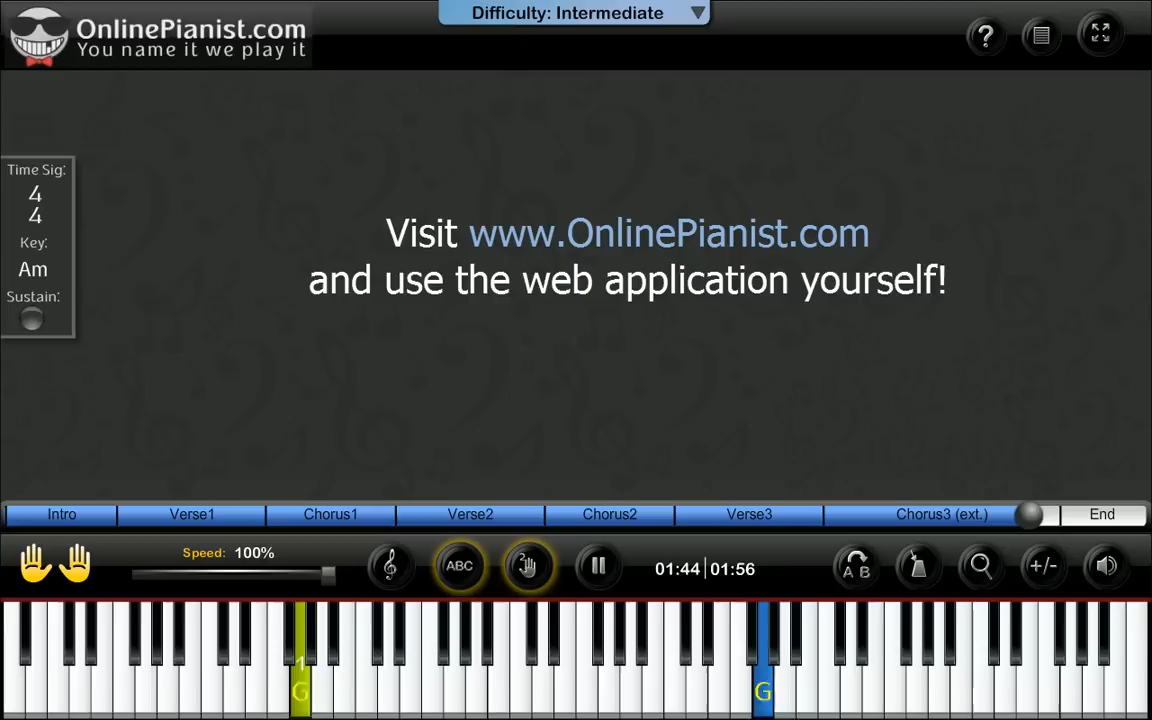 Difficulty: Intermediate
OnlinePianist.com
You name it we play it
?
Time Sig:
4
4
Key:
Am
Sustain:
Visit www.OnlinePianist.com
and use the web application yourself!
Intro Verse1 Chorus1 Verse2 Chorus2 Verse3 Chorus3 (ext.) End
Speed: 100%
ABC
2
01:44 | 01:56
A B
+/-
1
G G